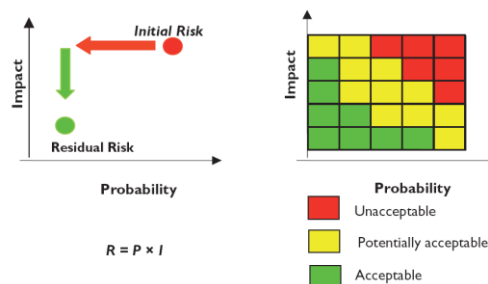 Initial Risk
Impact
Residual Risk
Probability
R = P × I
Impact
Probability
Unacceptable
Potentially acceptable
Acceptable